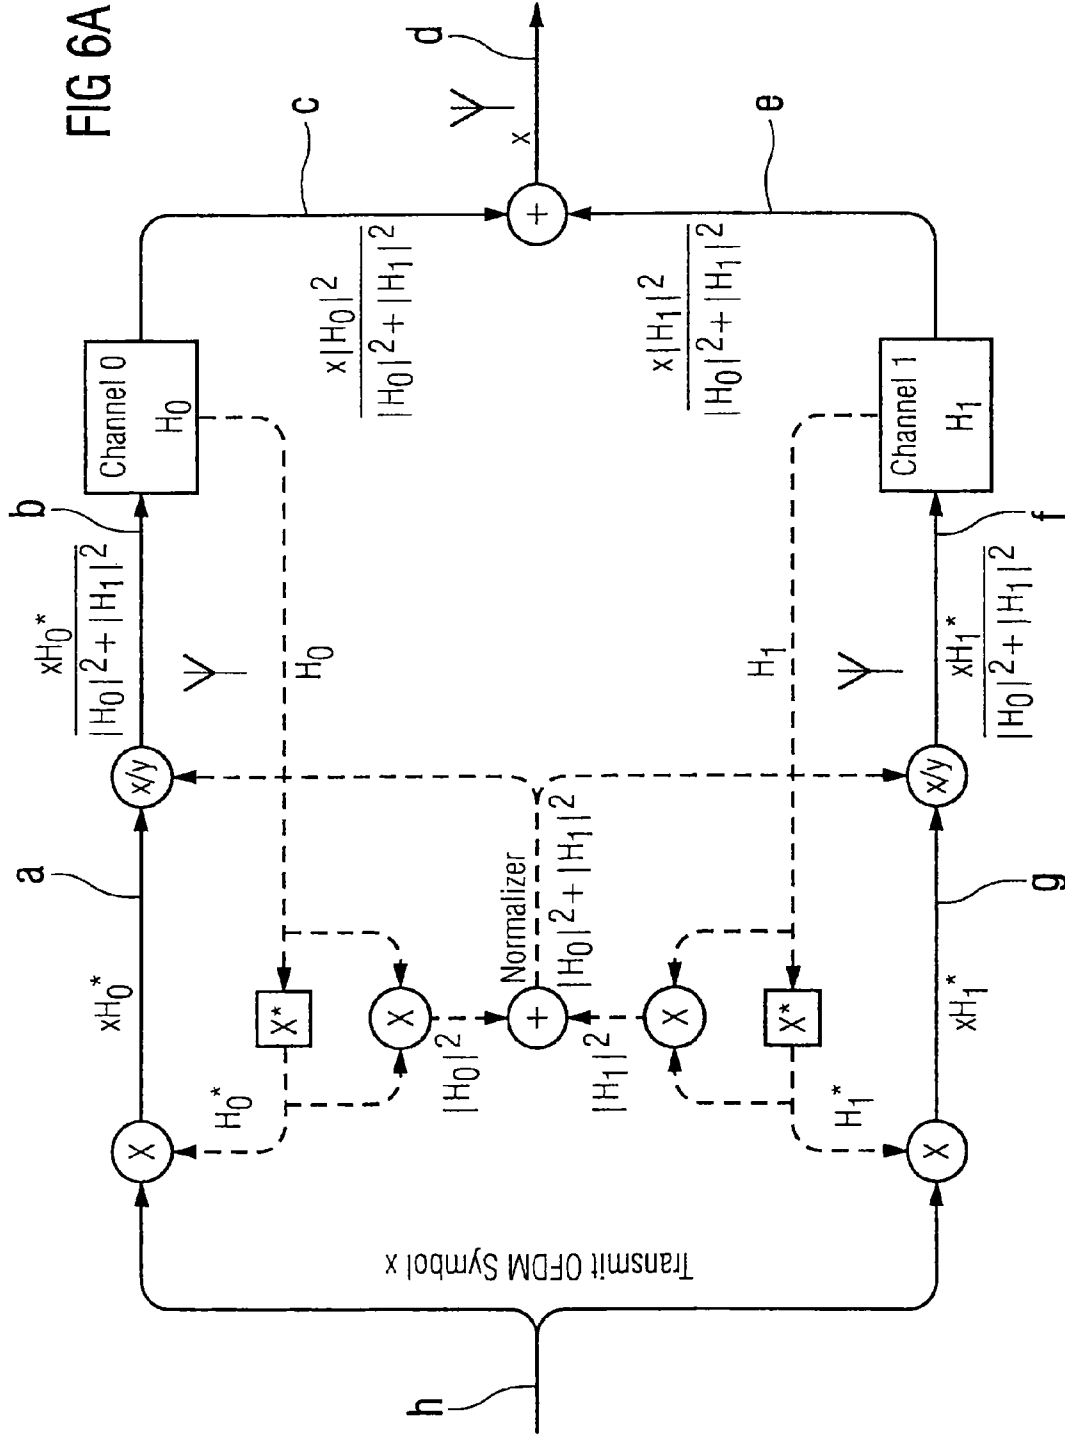 FIG 6A
a
b
c
d
e
f
g
h
Transmit OFDM Symbol x
X
xH₀*
x/y
xH₀*
|H₀|²+|H₁|²
Channel 0
H₀
x|H₀|²
|H₀|²+|H₁|²
H₀*
X*
H₀
X
|H₀|²
+
Normalizer
|H₀|²+|H₁|²
+
x
|H₁|²
X
H₁*
X*
H₁
X
xH₁*
x/y
xH₁*
|H₀|²+|H₁|²
Channel 1
H₁
x|H₁|²
|H₀|²+|H₁|²